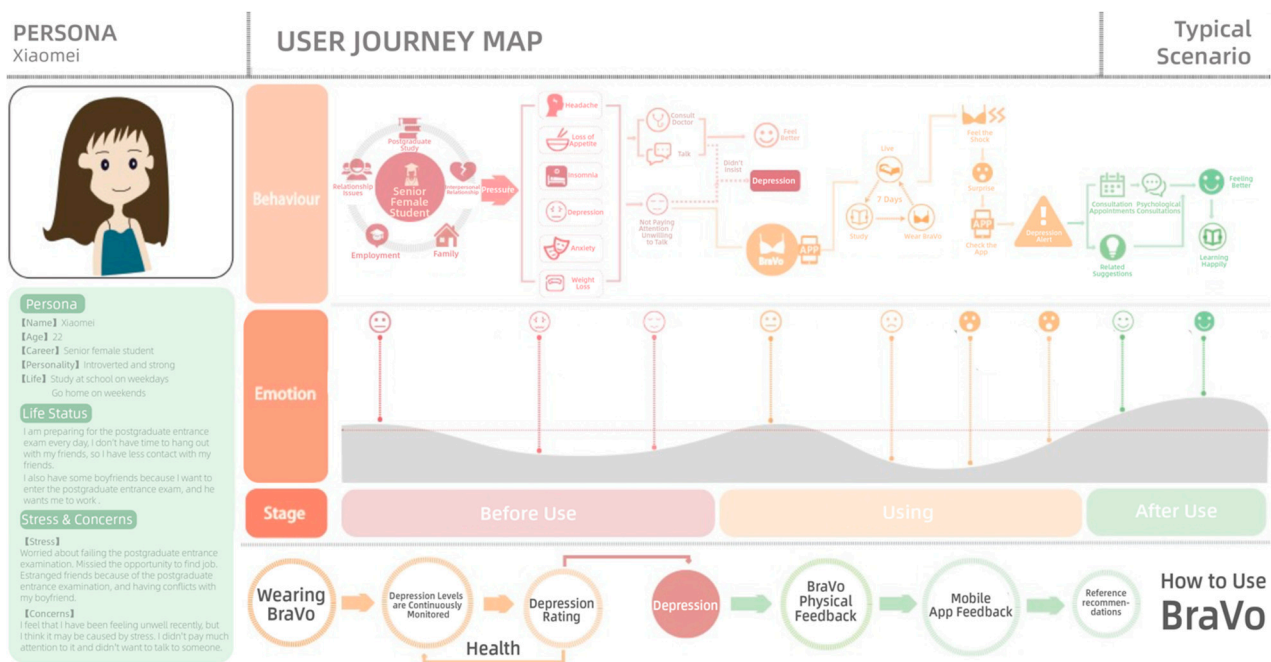 PERSONA
Xiaomei
USER JOURNEY MAP
Typical
Scenario
Persona
【Name】 Xiaomei
【Age】 22
【Career】 Senior female student
【Personality】 Introverted and strong
【Life】 Study at school on weekdays
Go home on weekends
Life Status
I am preparing for the postgraduate entrance
exam every day, I don't have time to hang out
with my friends, so I have less contact with my
friends.
I also have some boyfriends because I want to
enter the postgraduate entrance exam, and he
wants me to work .
Stress & Concerns
【Stress】
Worried about failing the postgraduate entrance
examination. Missied the opportunity to find job.
Estranged friends because of the postgraduate
entrance examination, and having conflicts with
my boyfriend.
【Concerns】
I feel that I have been feeling unwell recently, but
I think it may be caused by stress. I didn't pay much
attention to it and didn't want to talk to someone.
Behaviour
Postgraduate
Study
Relationship
Issues
Senior
Female
Student
Interpersonal
Relationship
Employment
Family
Pressure
Headache
Loss of
Appetite
Insomnia
Depression
Anxiety
Weight
Loss
Consult
Doctor
Talk
Not Paying
Attention /
Unwilling
to Talk
Didn't
Insist
Feel
Better
Depression
BraVo
APP
Live
7 Days
Study
Wear BraVo
Feel the
Shock
Surprise
APP
Check the
App
Depression
Alert
Consultation
Appointments
Psychological
Consultations
Related
Suggestions
Feeling
Better
Learning
Happily
Emotion
Stage
Before Use
Using
After Use
Wearing
BraVo
Depression Levels
are Continuously
Monitored
Depression
Rating
Health
Depression
BraVo
Physical
Feedback
Mobile
App Feedback
Reference
recommen-
dations
How to Use
BraVo